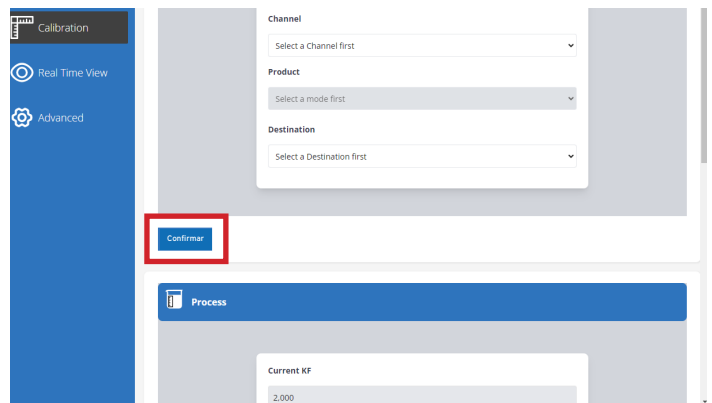 Calibration
Real Time View
Advanced
Channel
Select a Channel first
Product
Select a mode first
Destination
Select a Destination first
Confirmar
Process
Current KF
2,000